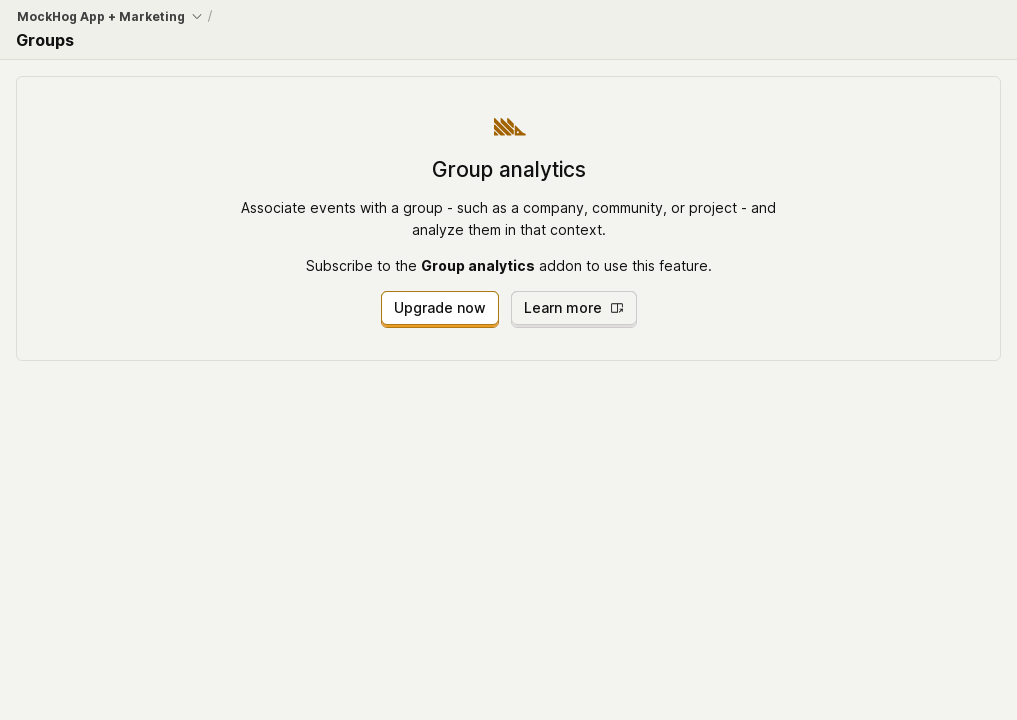 MockHog App + Marketing /
Groups
Group analytics
Associate events with a group - such as a company, community, or project - and
analyze them in that context.
Subscribe to the Group analytics addon to use this feature.
Upgrade now
Learn more